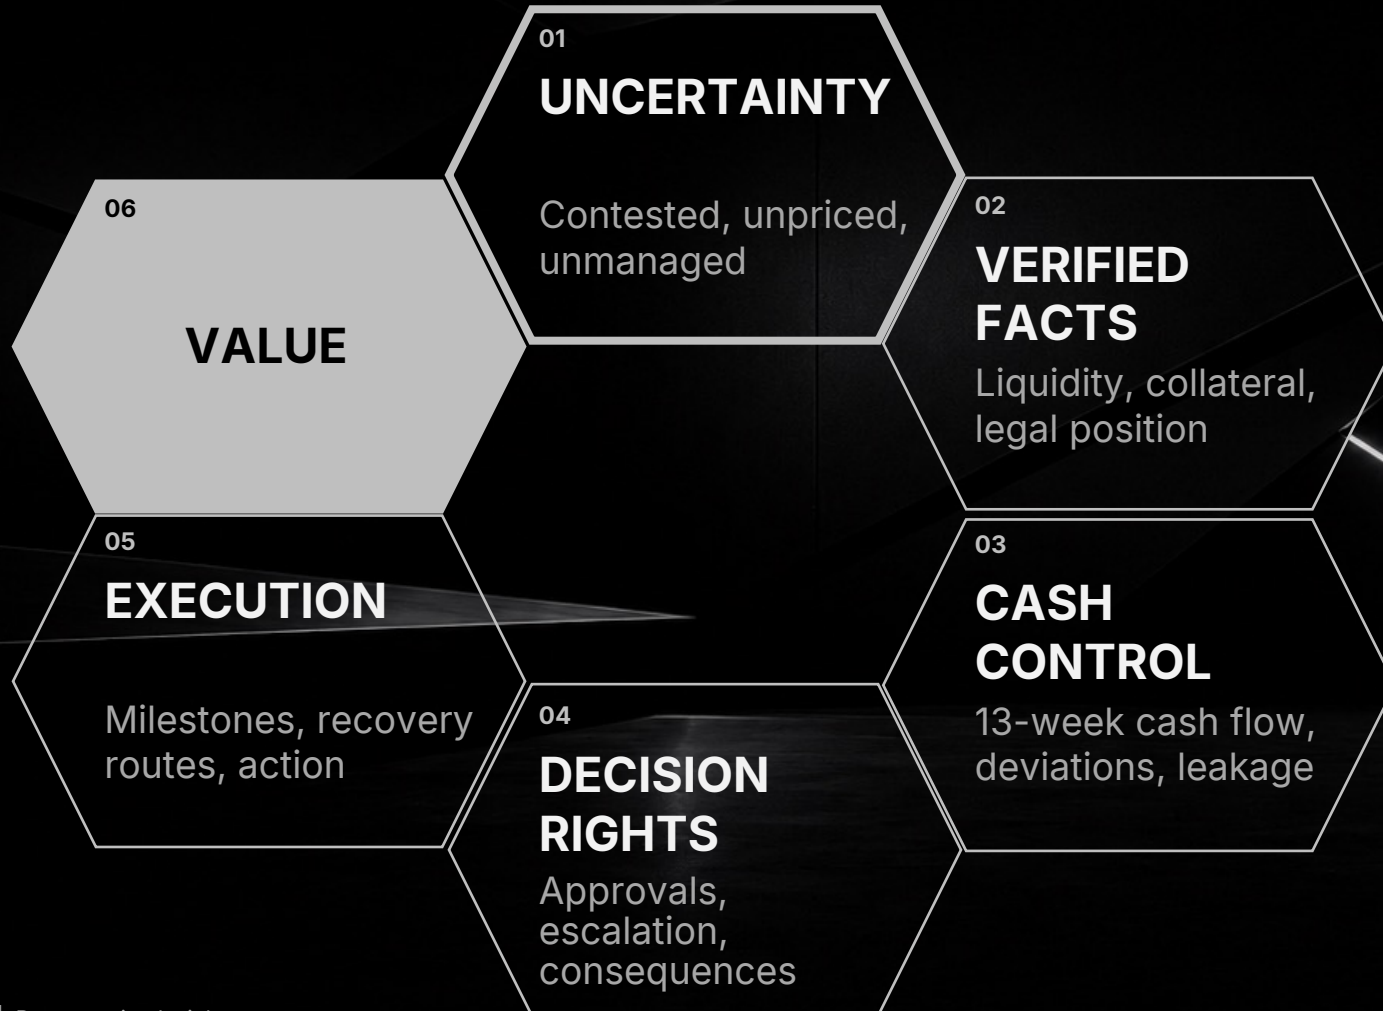 01
UNCERTAINTY
Contested, unpriced,
unmanaged
02
VERIFIED
FACTS
Liquidity, collateral,
legal position
03
CASH
CONTROL
13-week cash flow,
deviations, leakage
04
DECISION
RIGHTS
Approvals,
escalation,
consequences
05
EXECUTION
Milestones, recovery
routes, action
06
VALUE